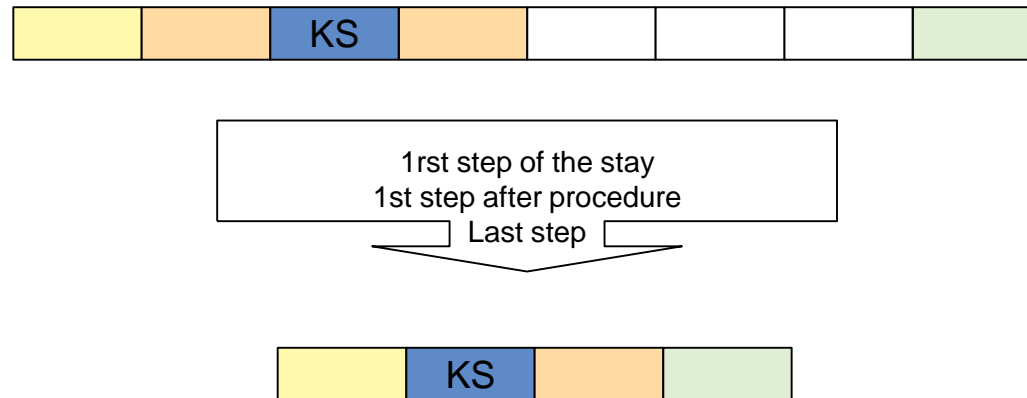 KS
1rst step of the stay
1st step after procedure
Last step
KS